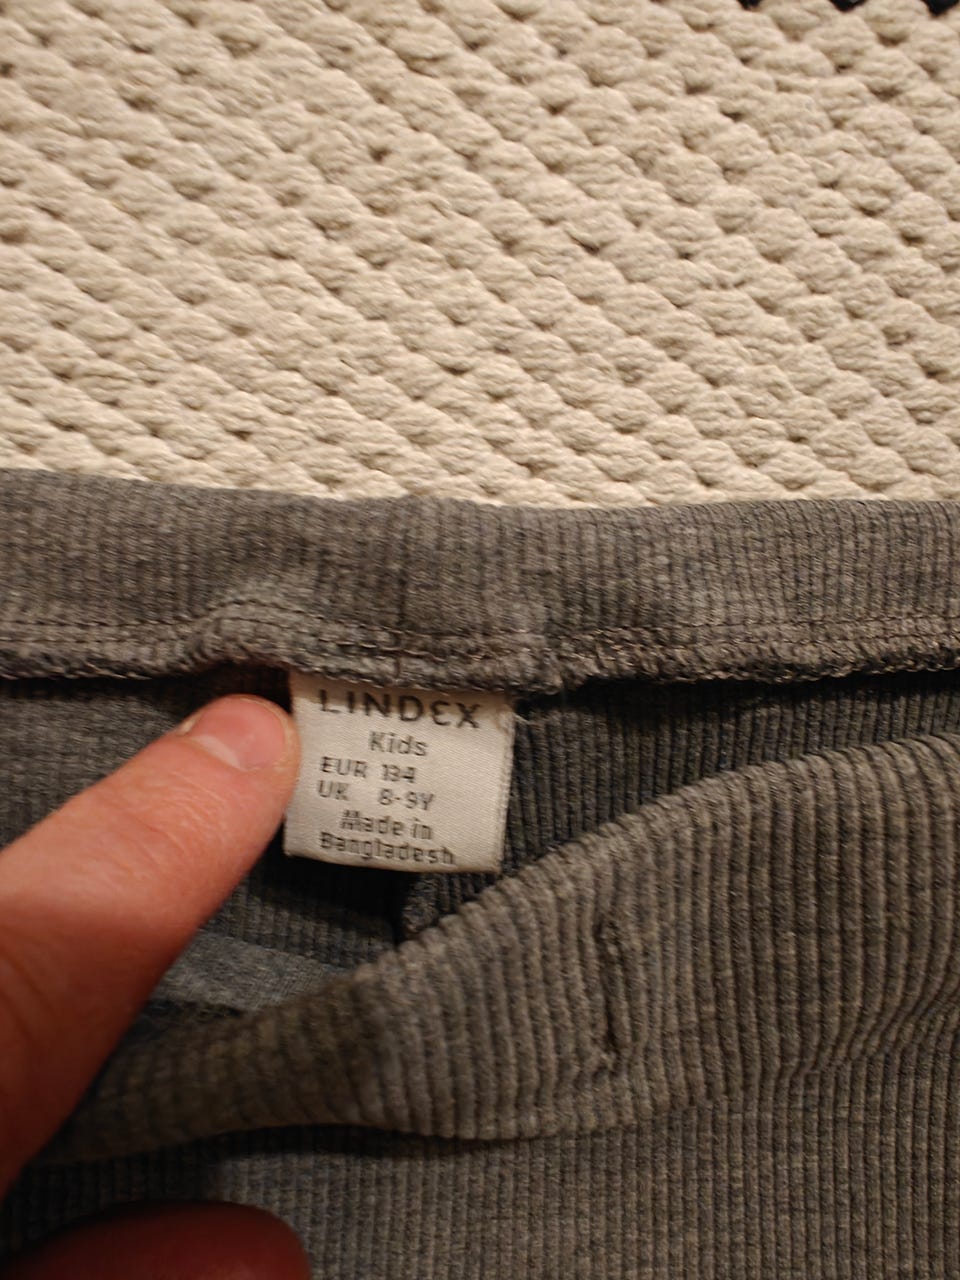 LINDEX
Kids
EUR 134
UK 8-9Y
Made in
Bangladesh